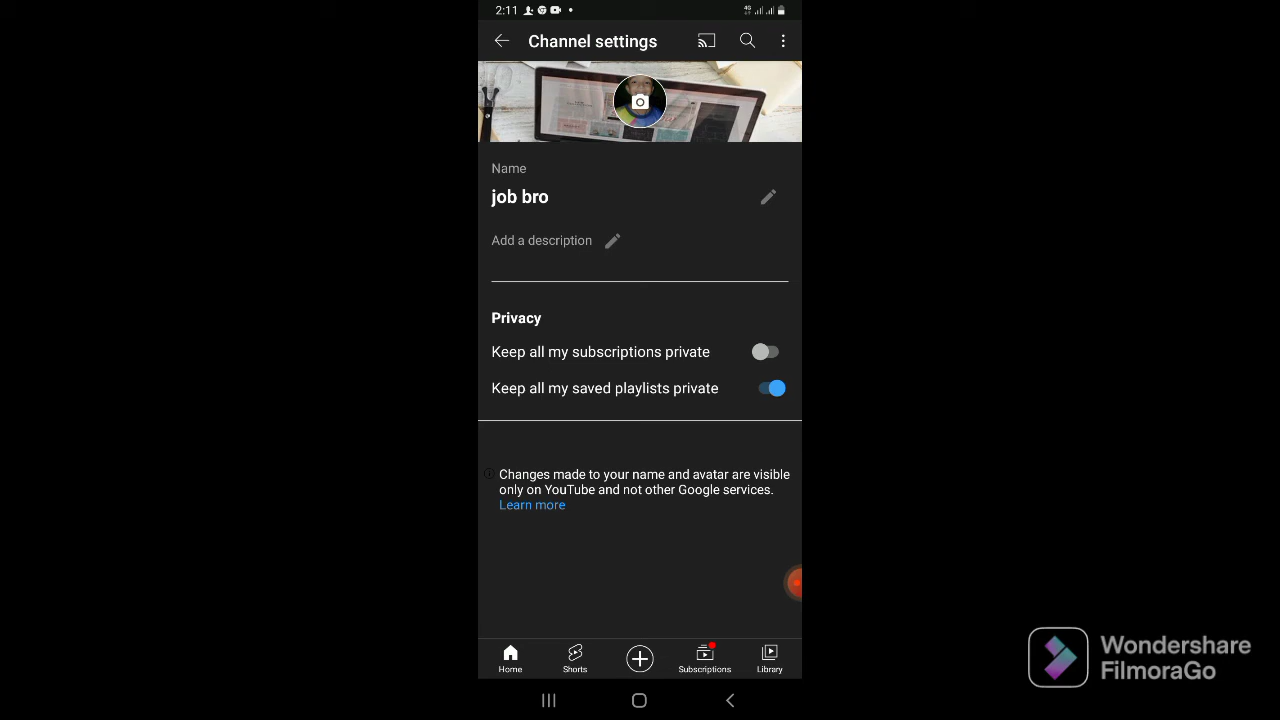 2:11
4G
Channel settings
Name
job bro
Add a description
Privacy
Keep all my subscriptions private
Keep all my saved playlists private
Changes made to your name and avatar are visible
only on YouTube and not other Google services.
Learn more
Home
Shorts
Subscriptions
Library
Wondershare
FilmoraGo